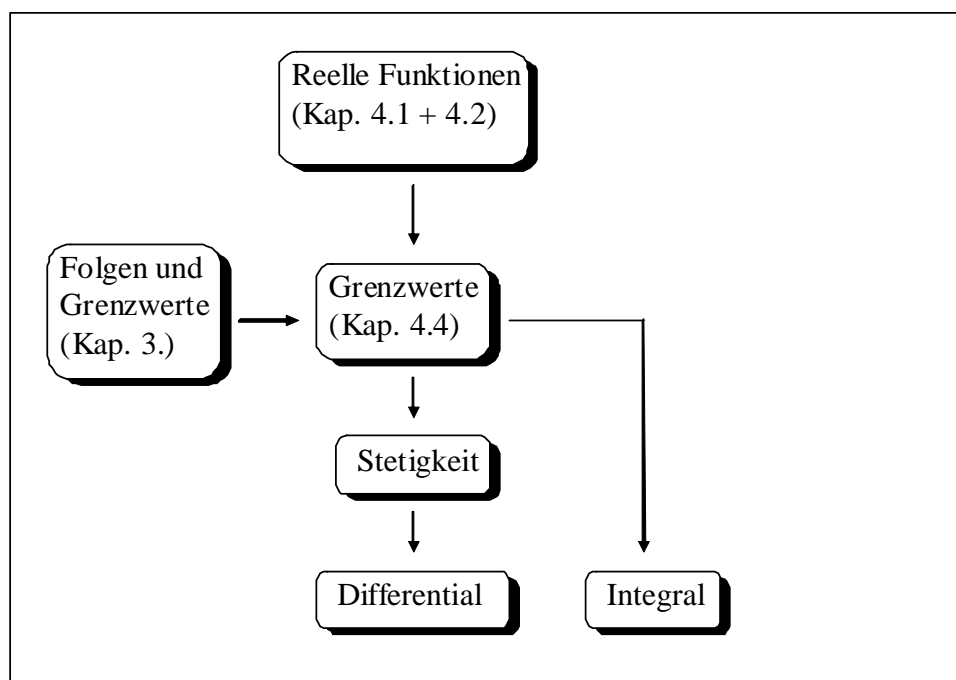 Reelle Funktionen
(Kap. 4.1 + 4.2)
Folgen und
Grenzwerte
(Kap. 3.)
Grenzwerte
(Kap. 4.4)
Stetigkeit
Differential
Integral